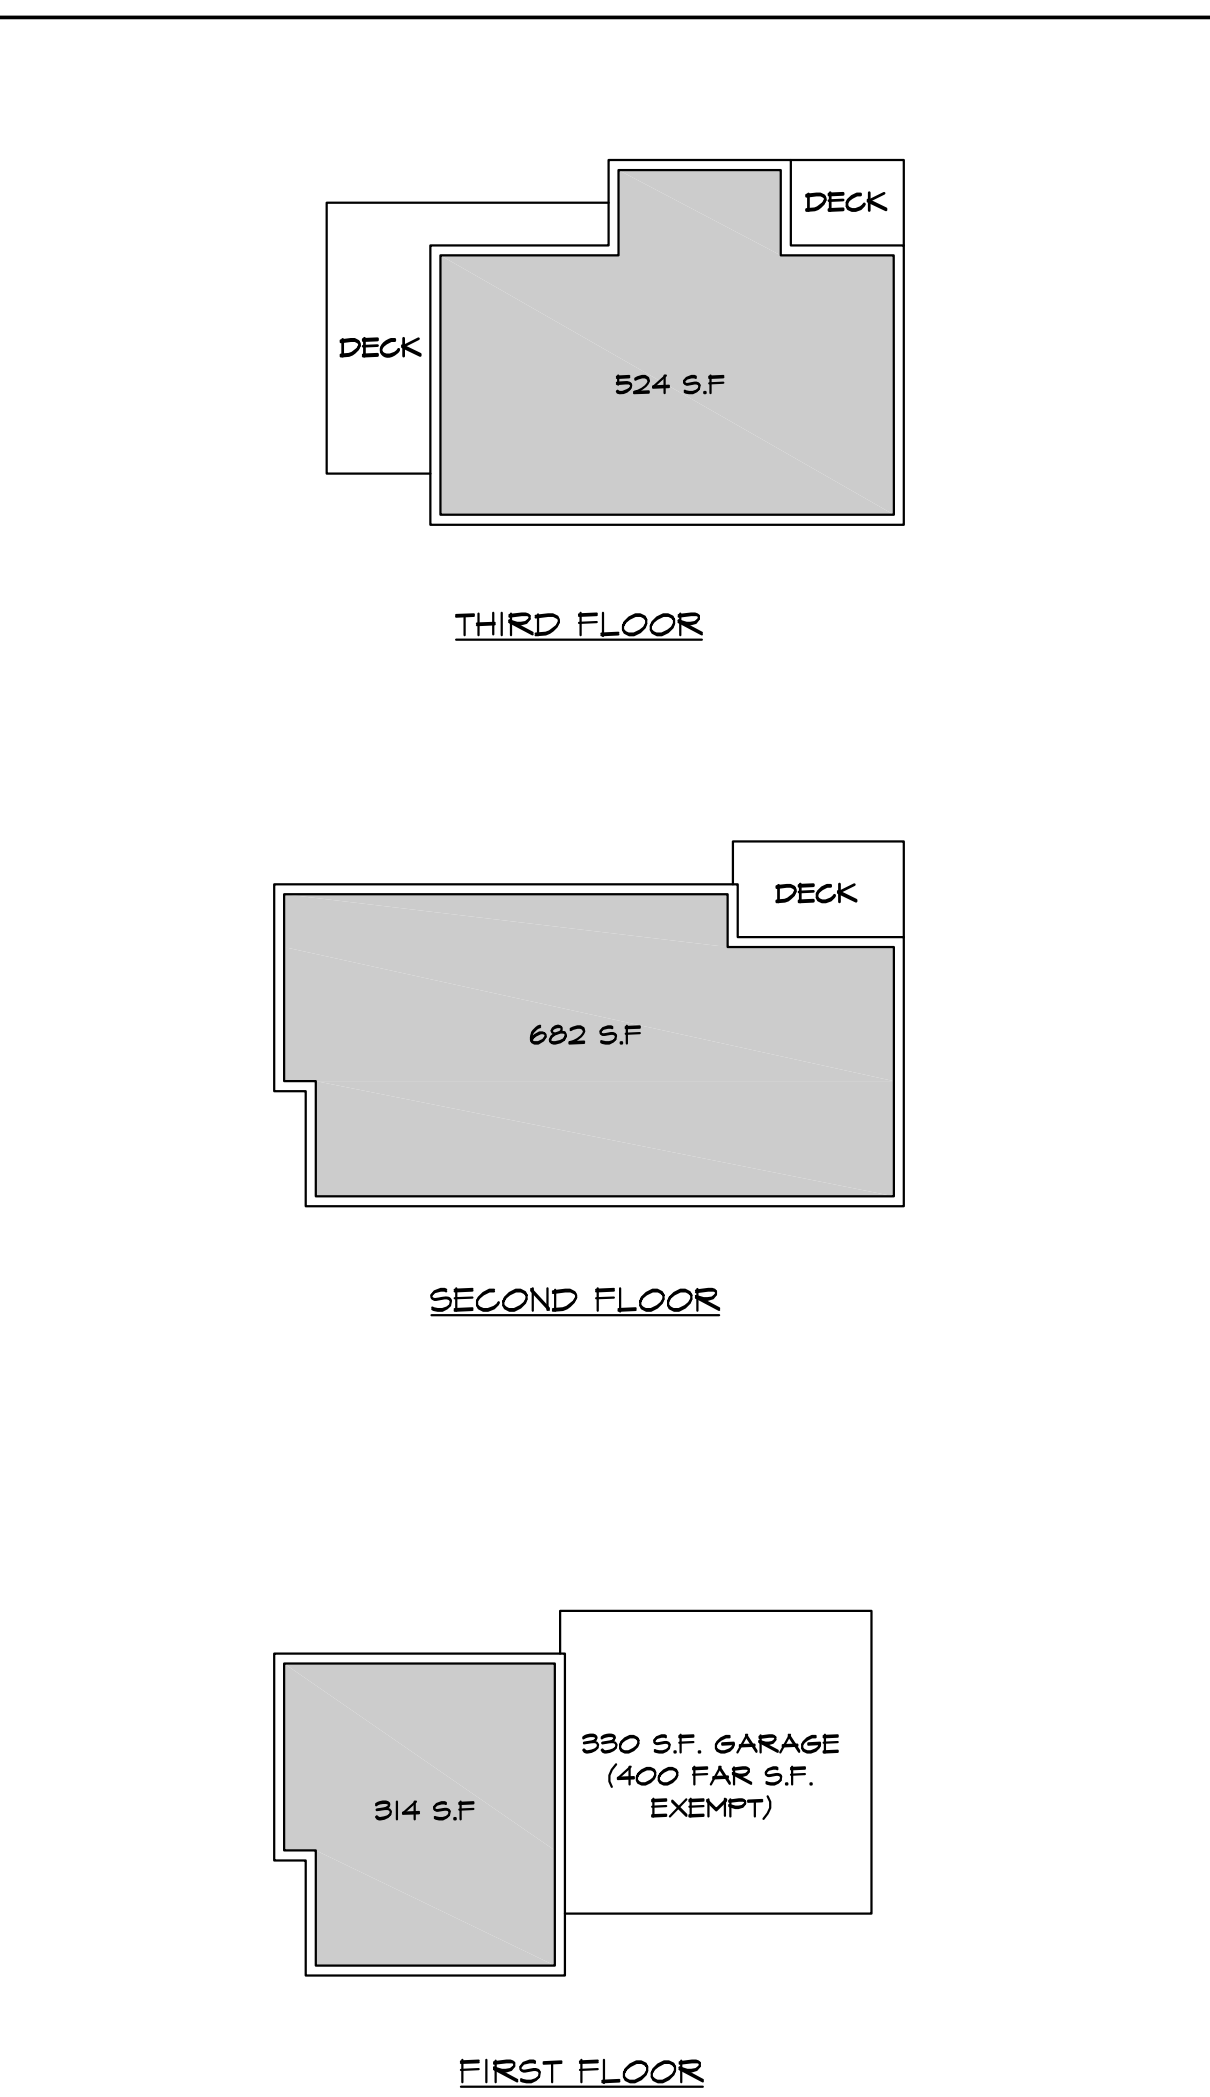 DECK
DECK
524 S.F
THIRD FLOOR
DECK
682 S.F
SECOND FLOOR
330 S.F. GARAGE
(400 FAR S.F.
EXEMPT)
314 S.F
FIRST FLOOR